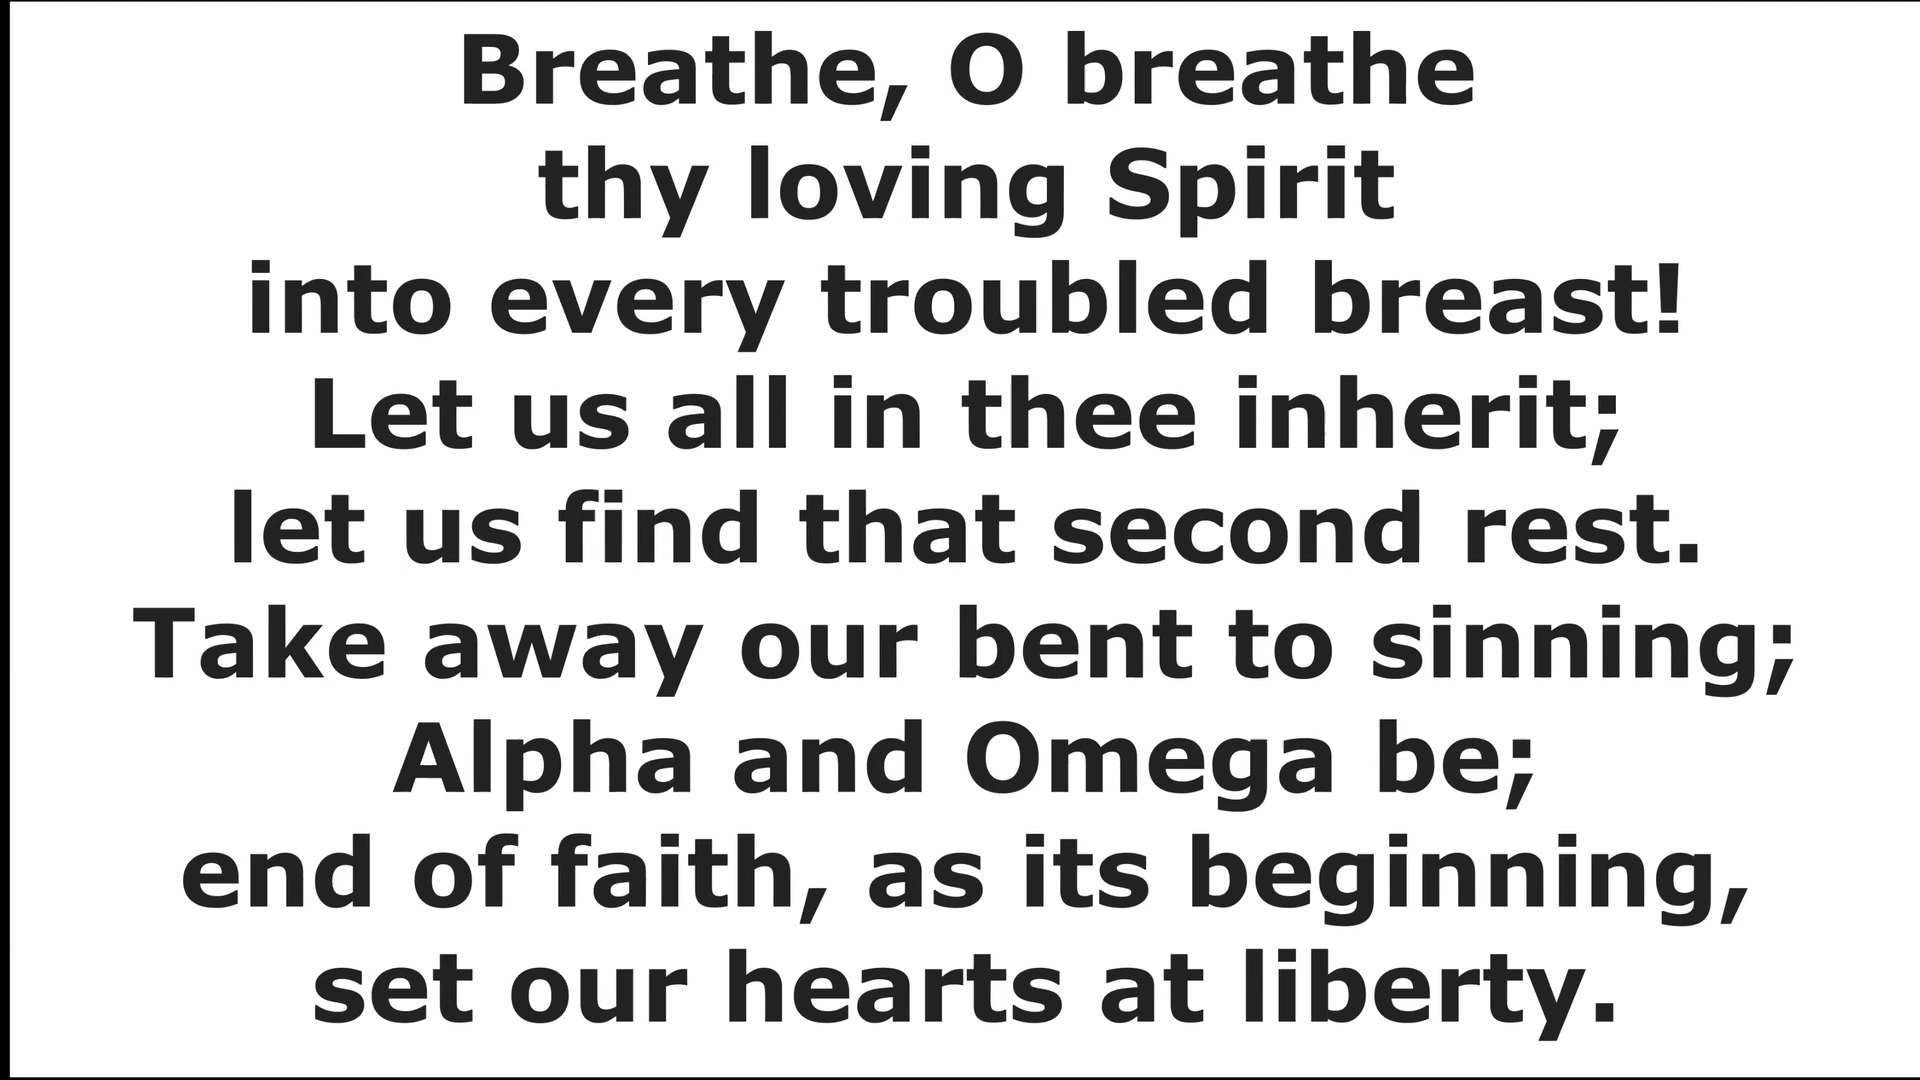 Breathe, O breathe
thy loving Spirit
into every troubled breast!
Let us all in thee inherit;
let us find that second rest.
Take away our bent to sinning;
Alpha and Omega be;
end of faith, as its beginning,
set our hearts at liberty.